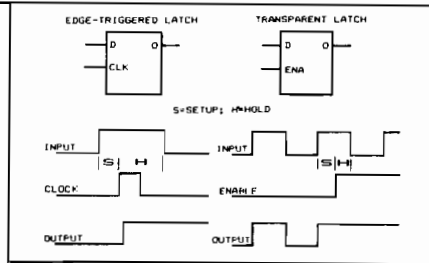 EDGE-TRIGGERED LATCH TRANSPARENT LATCH
D O D O
CLK ENA
S=SETUP; H=HOLD
INPUT INPUT
S H S H
CLOCK ENABLE
OUTPUT OUTPUT